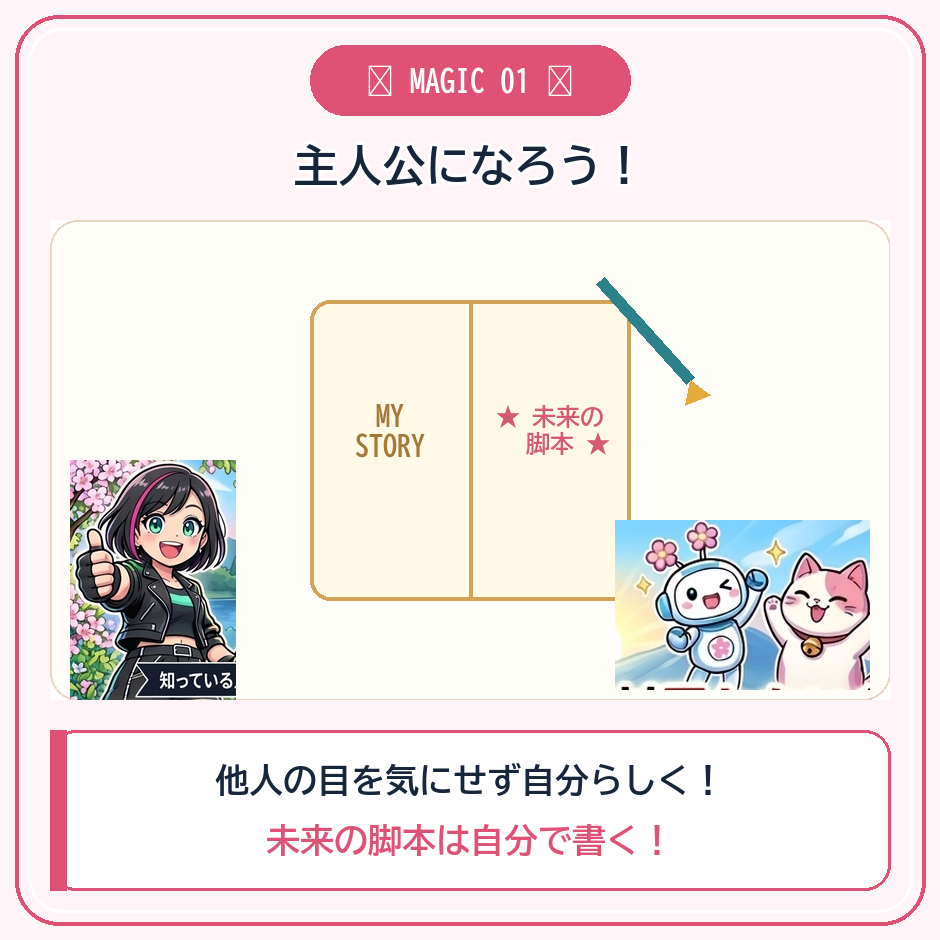 MAGIC 01
主人公になろう！
MY
STORY
★ 未来の
脚本 ★
知っている
他人の目を気にせず自分らしく！
未来の脚本は自分で書く！